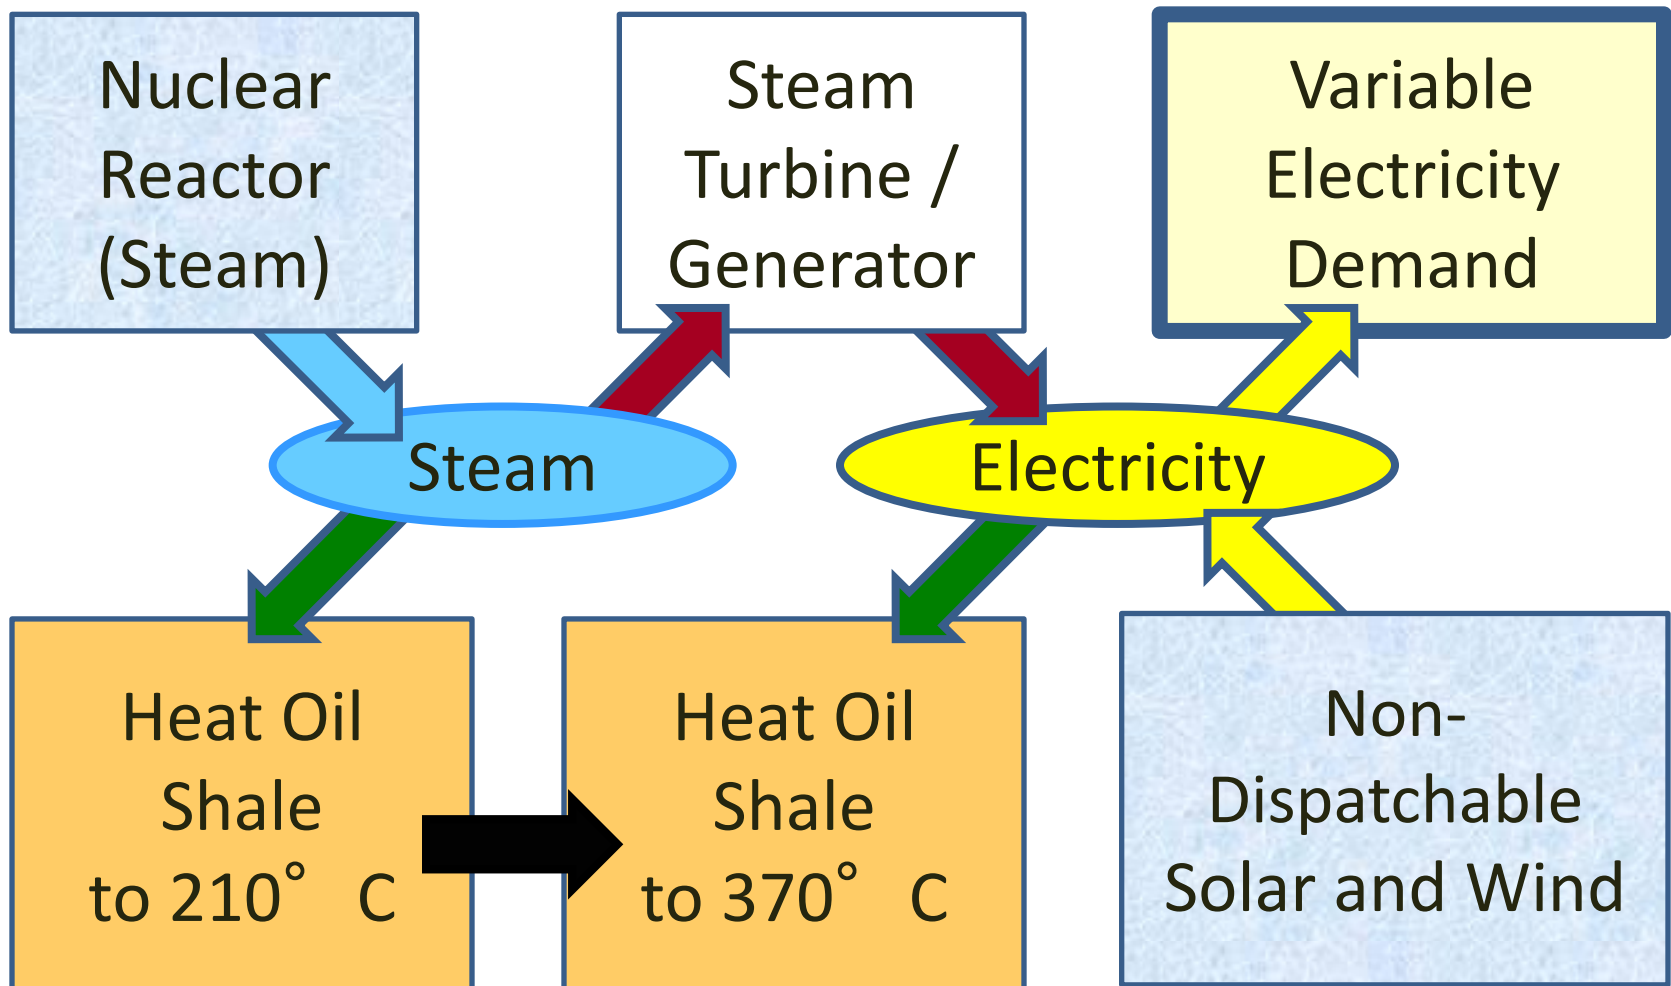 Nuclear
Reactor
(Steam)
Steam
Turbine /
Generator
Variable
Electricity
Demand
Steam
Electricity
Heat Oil
Shale
to 210° C
Heat Oil
Shale
to 370° C
Non-
Dispatchable
Solar and Wind